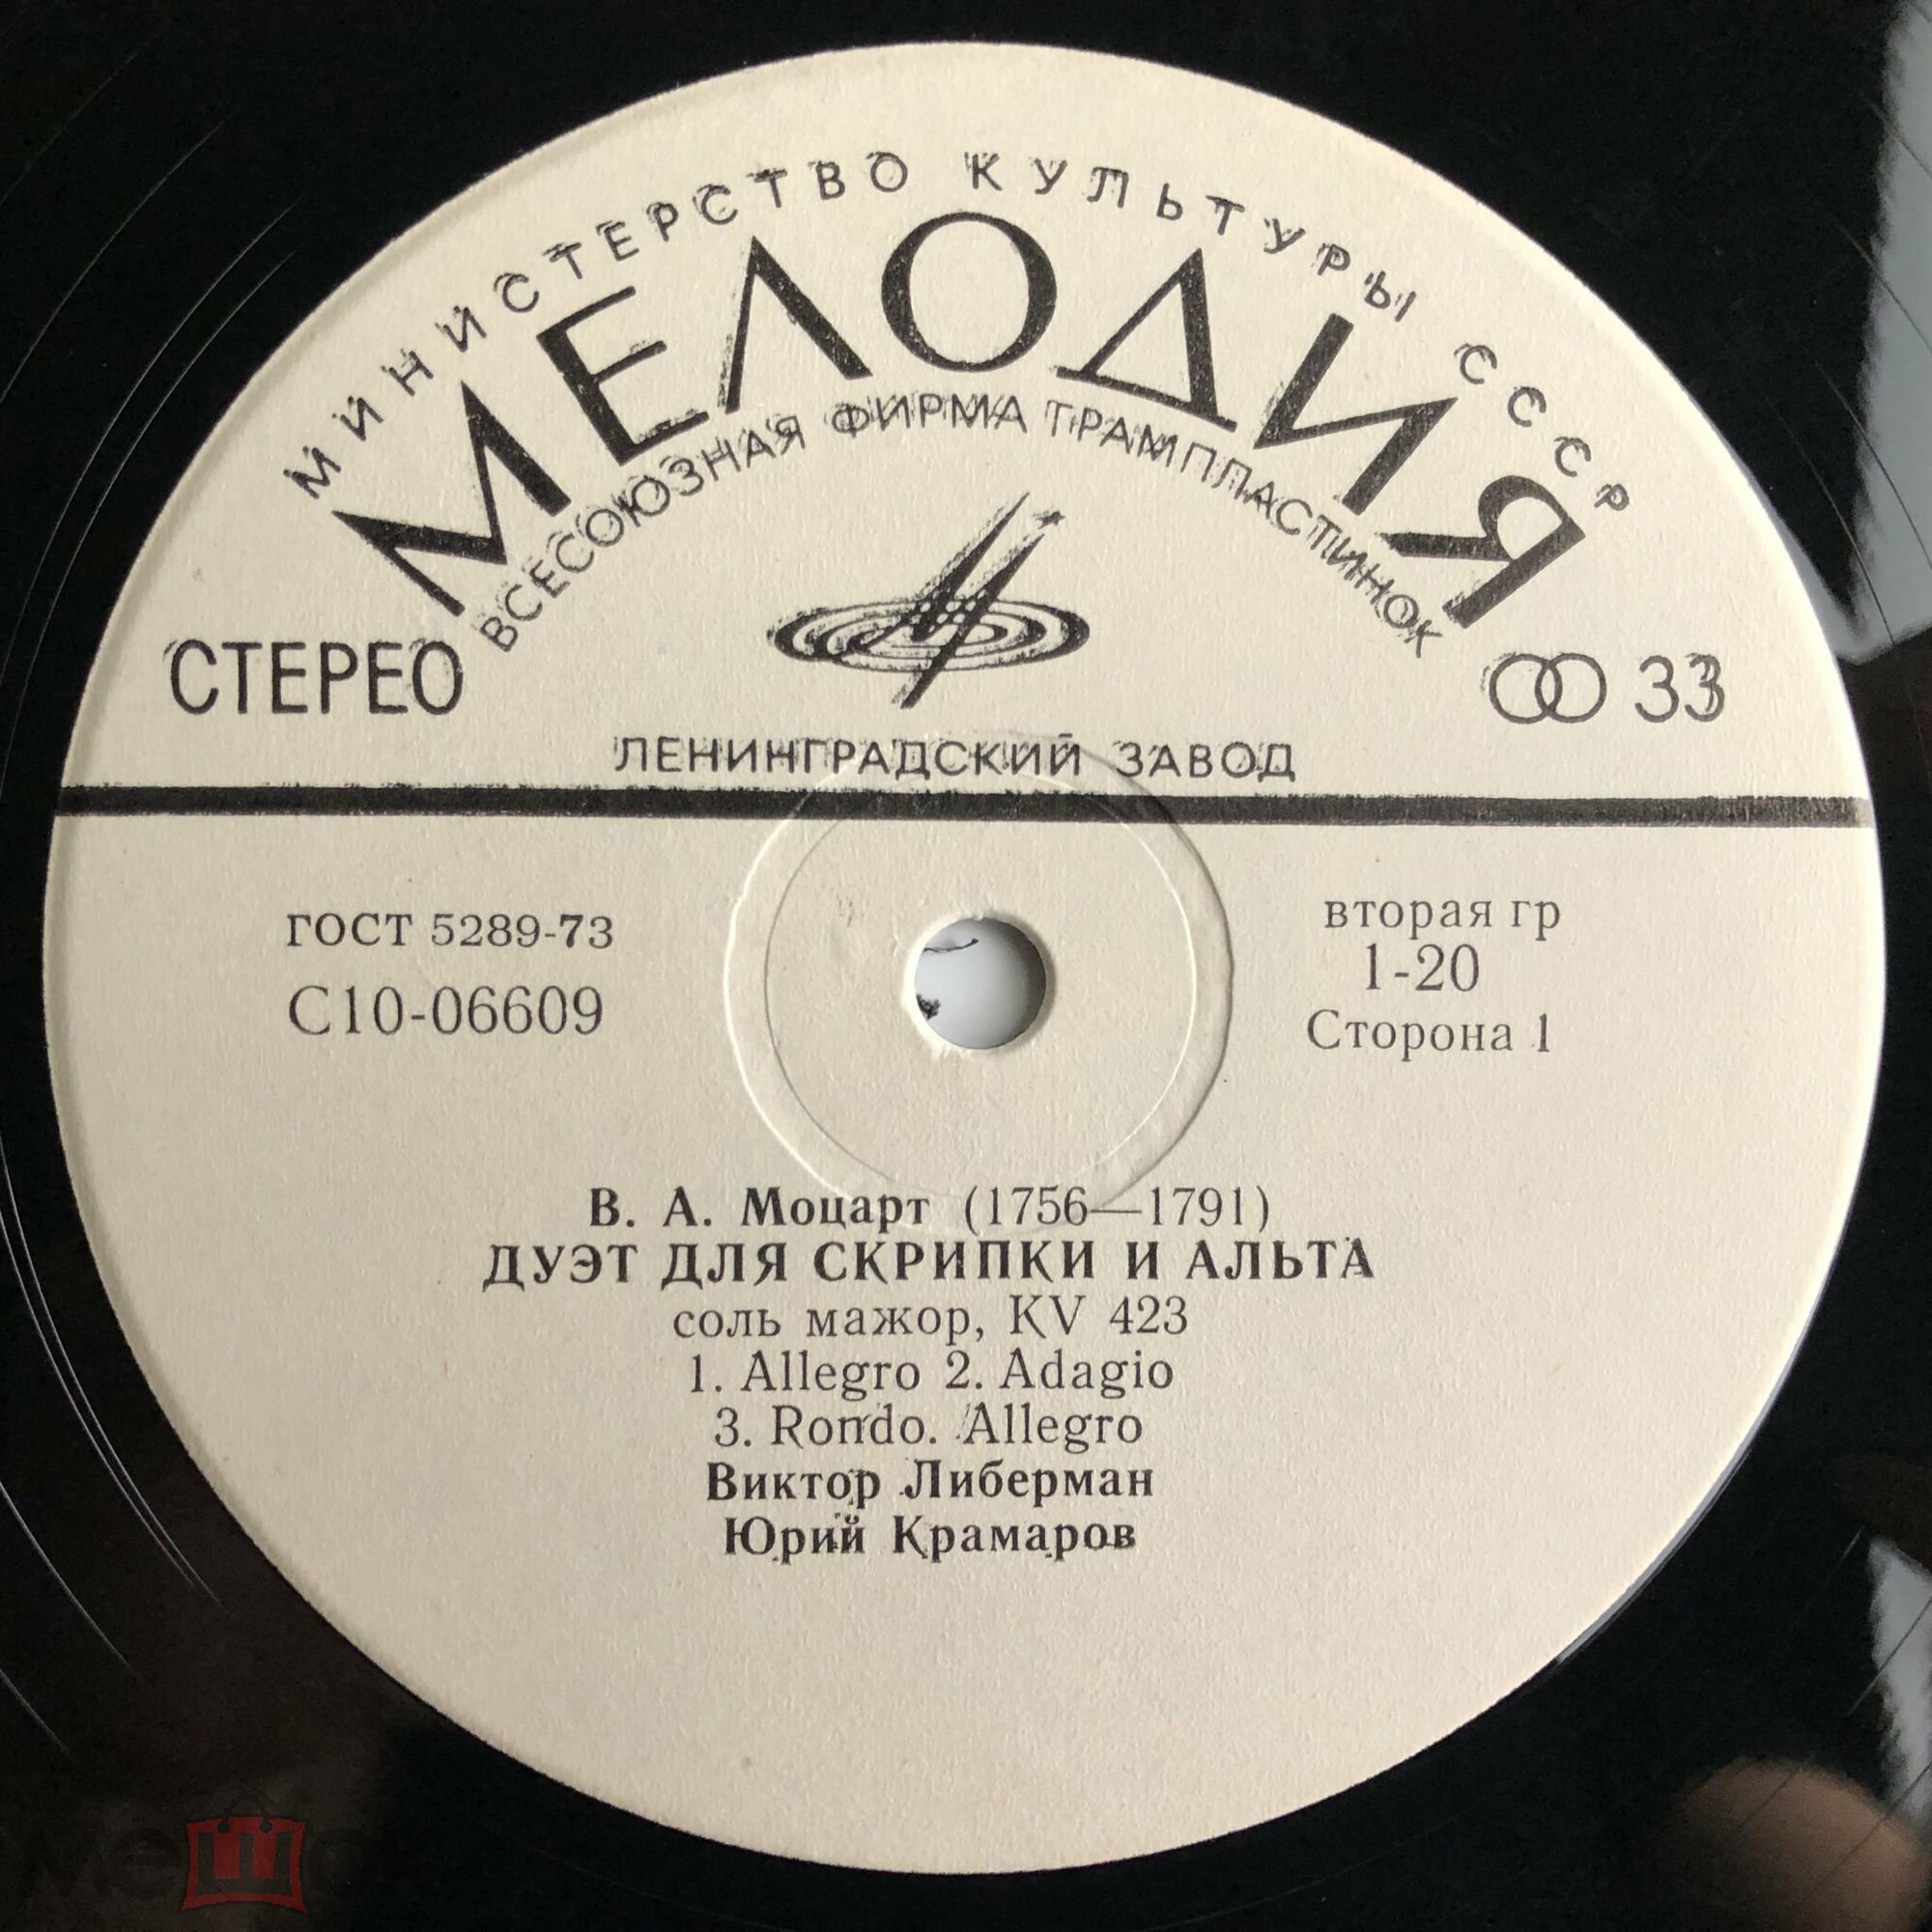 МИНИСТЕРСТВО КУЛЬТУРЫ СССР
МЕЛОДИЯ
ВСЕСОЮЗНАЯ ФИРМА ГРАМПЛАСТИНОК
СТЕРЕО
33
ЛЕНИНГРАДСКИЙ ЗАВОД
ГОСТ 5289-73
С10-06609
вторая гр
1-20
Сторона 1
В. А. Моцарт (1756—1791)
ДУЭТ ДЛЯ СКРИПКИ И АЛЬТА
соль мажор, KV 423
1. Allegro 2. Adagio
3. Rondo. Allegro
Виктор Либерман
Юрий Крамаров